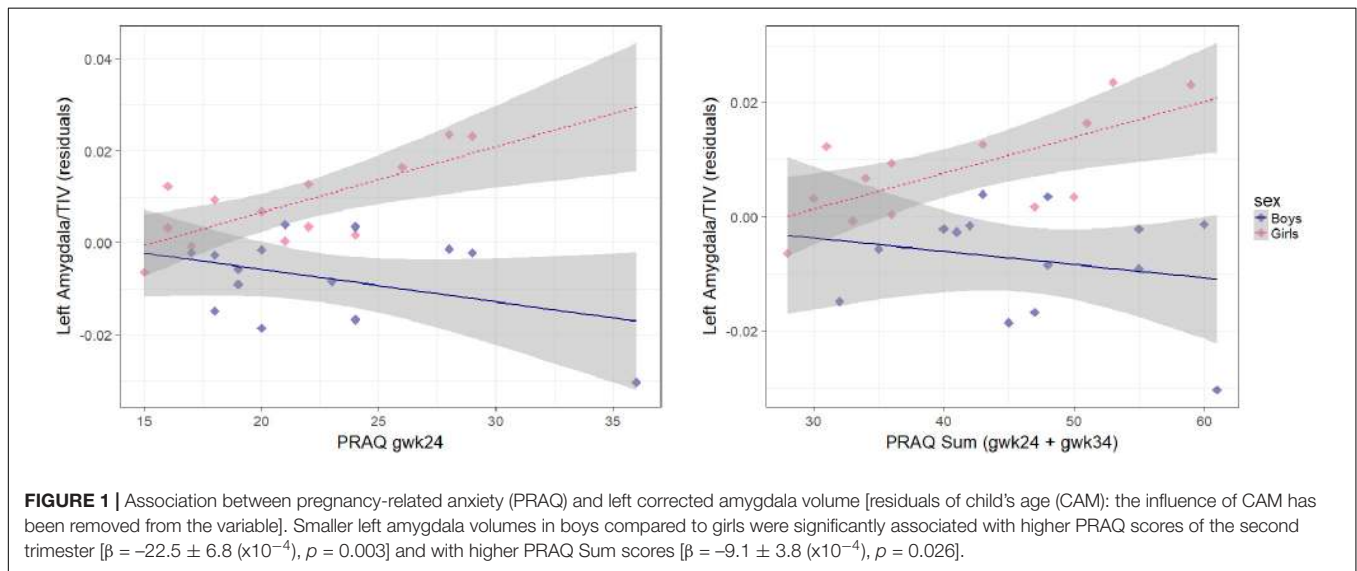 0.04
0.02
0.00
-0.02
Left Amygdala/TIV (residuals)
15 20 25 30 35
PRAQ gwk24
0.02
0.00
-0.02
Left Amygdala/TIV (residuals)
30 40 50 60
PRAQ Sum (gwk24 + gwk34)
sex
Boys
Girls
FIGURE 1 | Association between pregnancy-related anxiety (PRAQ) and left corrected amygdala volume [residuals of child's age (CAM): the influence of CAM has
been removed from the variable]. Smaller left amygdala volumes in boys compared to girls were significantly associated with higher PRAQ scores of the second
trimester [β = –22.5 ± 6.8 (x10⁻⁴), p = 0.003] and with higher PRAQ Sum scores [β = –9.1 ± 3.8 (x10⁻⁴), p = 0.026].